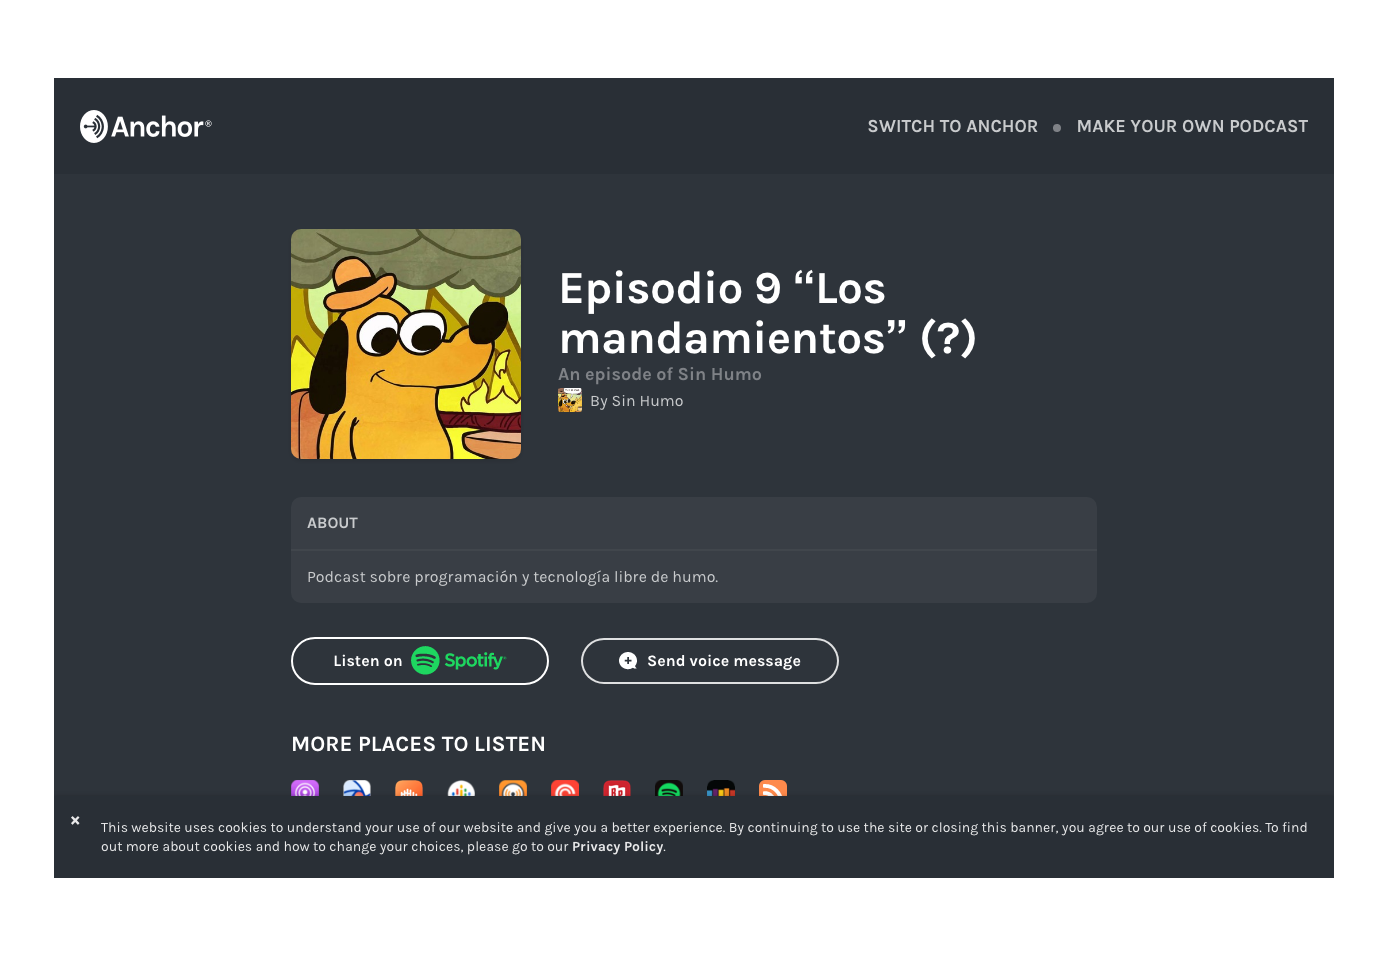 Anchor®
SWITCH TO ANCHOR
MAKE YOUR OWN PODCAST
Episodio 9 “Los
mandamientos” (?)
An episode of Sin Humo
By Sin Humo
ABOUT
Podcast sobre programación y tecnología libre de humo.
Listen on Spotify
Send voice message
MORE PLACES TO LISTEN
× This website uses cookies to understand your use of our website and give you a better experience. By continuing to use the site or closing this banner, you agree to our use of cookies. To find
out more about cookies and how to change your choices, please go to our Privacy Policy.